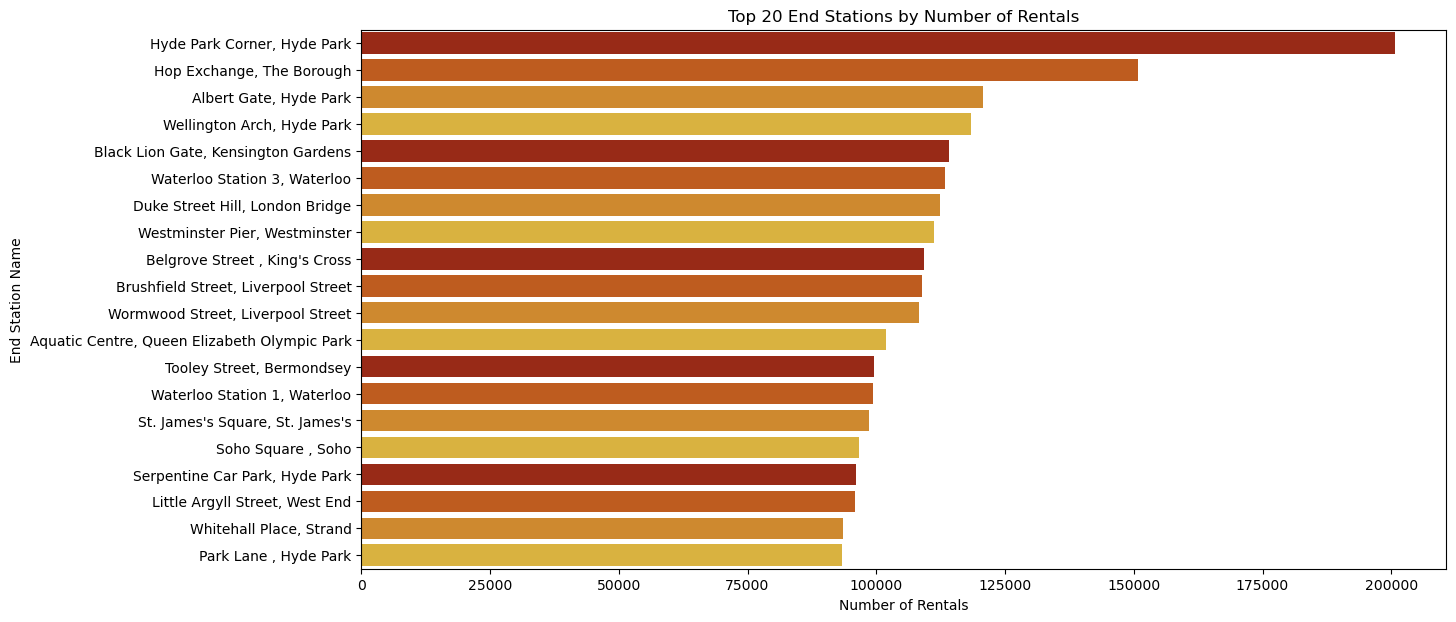 Top 20 End Stations by Number of Rentals
End Station Name
Hyde Park Corner, Hyde Park
Hop Exchange, The Borough
Albert Gate, Hyde Park
Wellington Arch, Hyde Park
Black Lion Gate, Kensington Gardens
Waterloo Station 3, Waterloo
Duke Street Hill, London Bridge
Westminster Pier, Westminster
Belgrove Street , King's Cross
Brushfield Street, Liverpool Street
Wormwood Street, Liverpool Street
Aquatic Centre, Queen Elizabeth Olympic Park
Tooley Street, Bermondsey
Waterloo Station 1, Waterloo
St. James's Square, St. James's
Soho Square , Soho
Serpentine Car Park, Hyde Park
Little Argyll Street, West End
Whitehall Place, Strand
Park Lane , Hyde Park
0 25000 50000 75000 100000 125000 150000 175000 200000
Number of Rentals